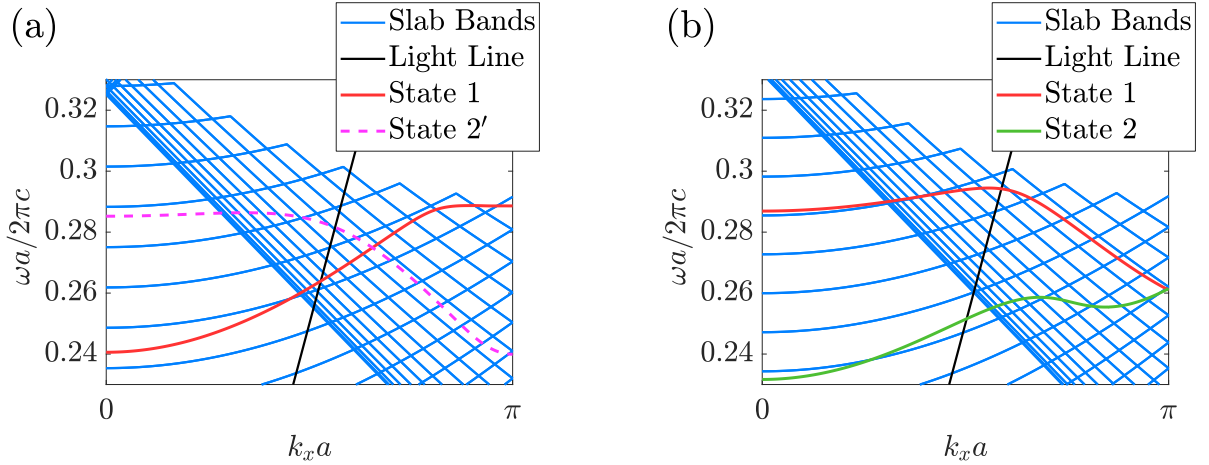 (a)
Slab Bands
Light Line
State 1
State 2′
0.32
0.3
0.28
0.26
0.24
ωa/2πc
0
π
kₓa
(b)
Slab Bands
Light Line
State 1
State 2
0.32
0.3
0.28
0.26
0.24
ωa/2πc
0
π
kₓa